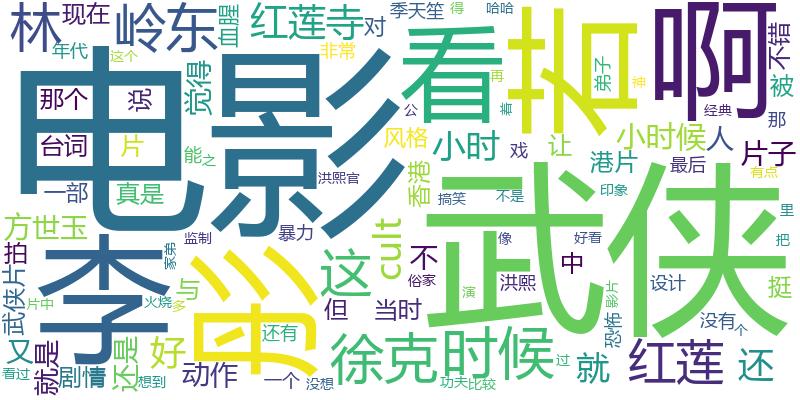 林
现在
岭东
血腥
红莲寺
对
季天笙
得
哈哈
看
若
啊
不错
年代
这个
非常
觉得
弟子
再
神
被
那个
说
电影
公
着
经典
那
台词
片
能
之
风格
小时
戏
让
小时候
人
片子
一部
真是
洪熙官
香港
港片
最后
有点
搞笑
不是
印象
里
方世玉
监制
暴力
cult
武侠
像
好看
把
拍
李
家弟
彤
这
不
洪熙
中
设计
挺
武侠片
与
俗家
片中
火烧
多
但
当时
演
恐怖
影片
没有
个
又
还是
好
还有
徐克
时候
就
红莲
还
看过
就是
剧情
想到
动作
一个
没想
功夫
比较
过